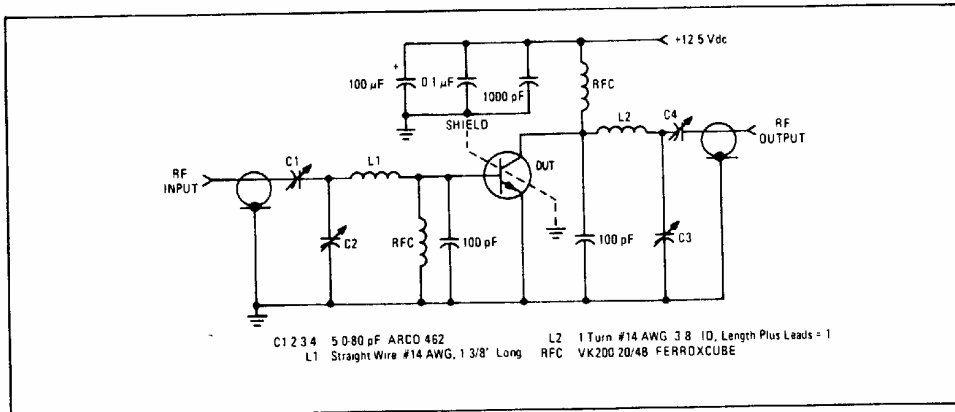 +12 5 Vdc
+
100 µF
0 1 µF
1000 pF
RFC
SHIELD
L2
C4
RF
OUTPUT
DUT
C1
L1
RF
INPUT
C2
RFC
100 pF
100 pF
C3
C1 2 3 4 5 0-80 pF ARCO 462
L2 1 Turn #14 AWG 3 8 ID, Length Plus Leads = 1
L1 Straight Wire #14 AWG, 1 3/8' Long
RFC VK200 20/4B FERROXCUBE